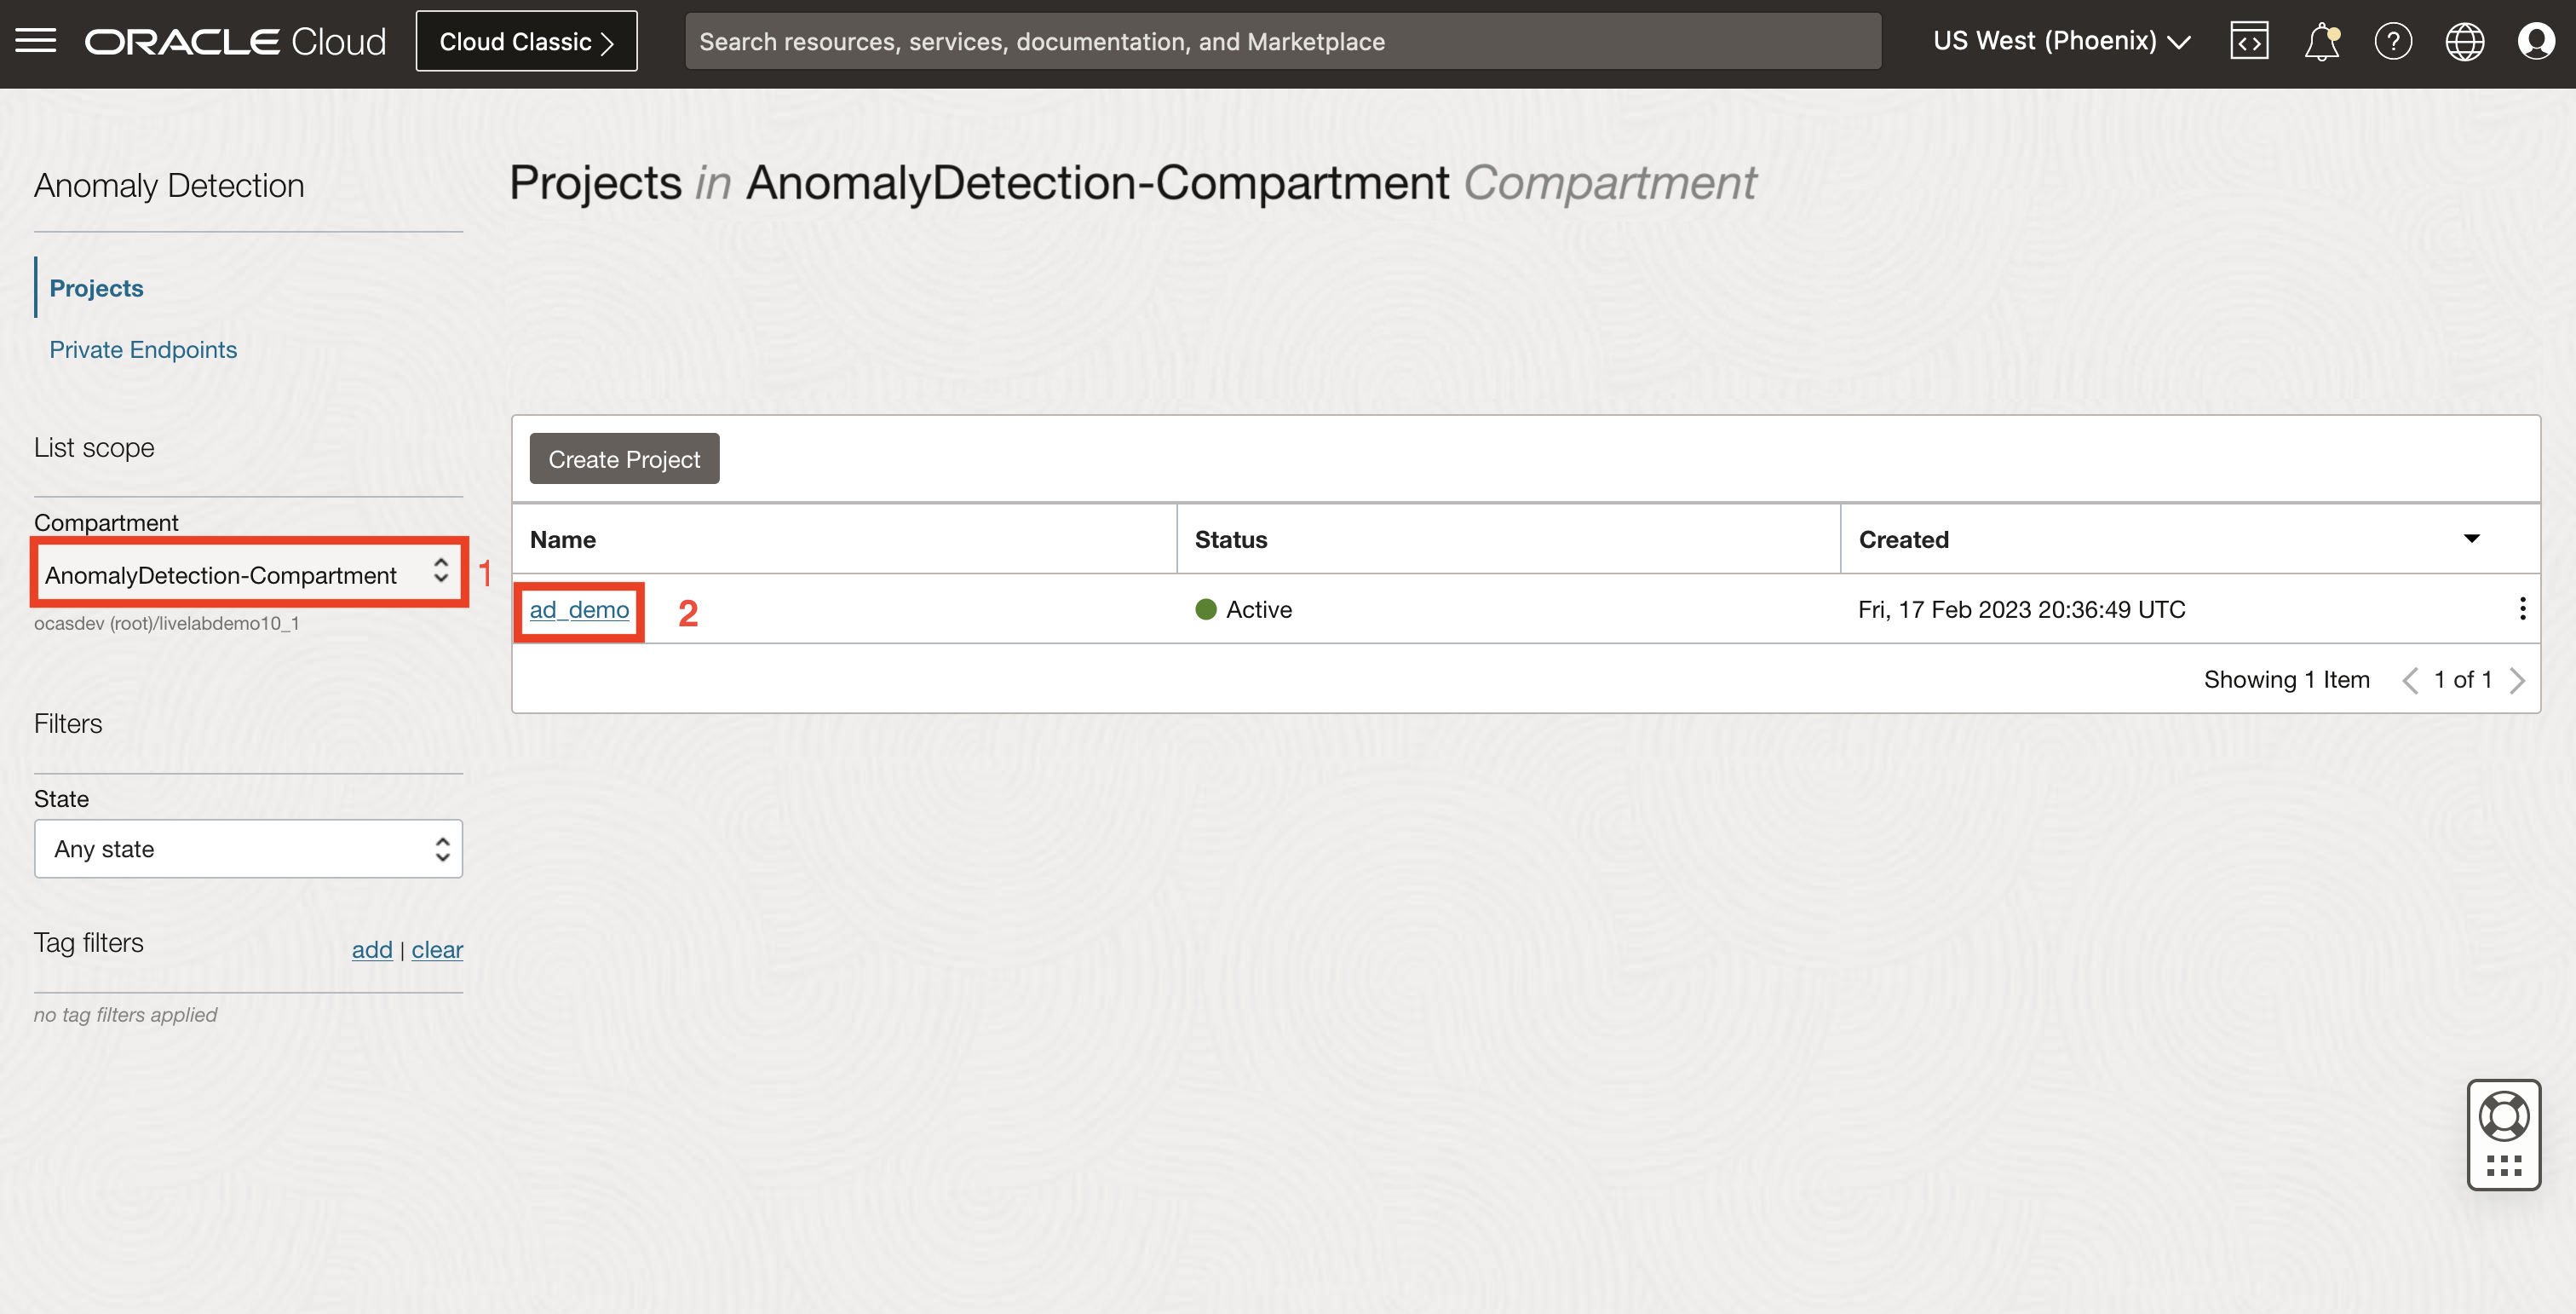 ORACLE Cloud
Cloud Classic
Search resources, services, documentation, and Marketplace
US West (Phoenix)
Anomaly Detection
Projects
Private Endpoints
List scope
Compartment
AnomalyDetection-Compartment
1
ocasdev (root)/livelabdemo10_1
Filters
State
Any state
Tag filters
add | clear
no tag filters applied
Projects in AnomalyDetection-Compartment Compartment
Create Project
Name Status Created
ad_demo 2 Active Fri, 17 Feb 2023 20:36:49 UTC
Showing 1 Item 1 of 1